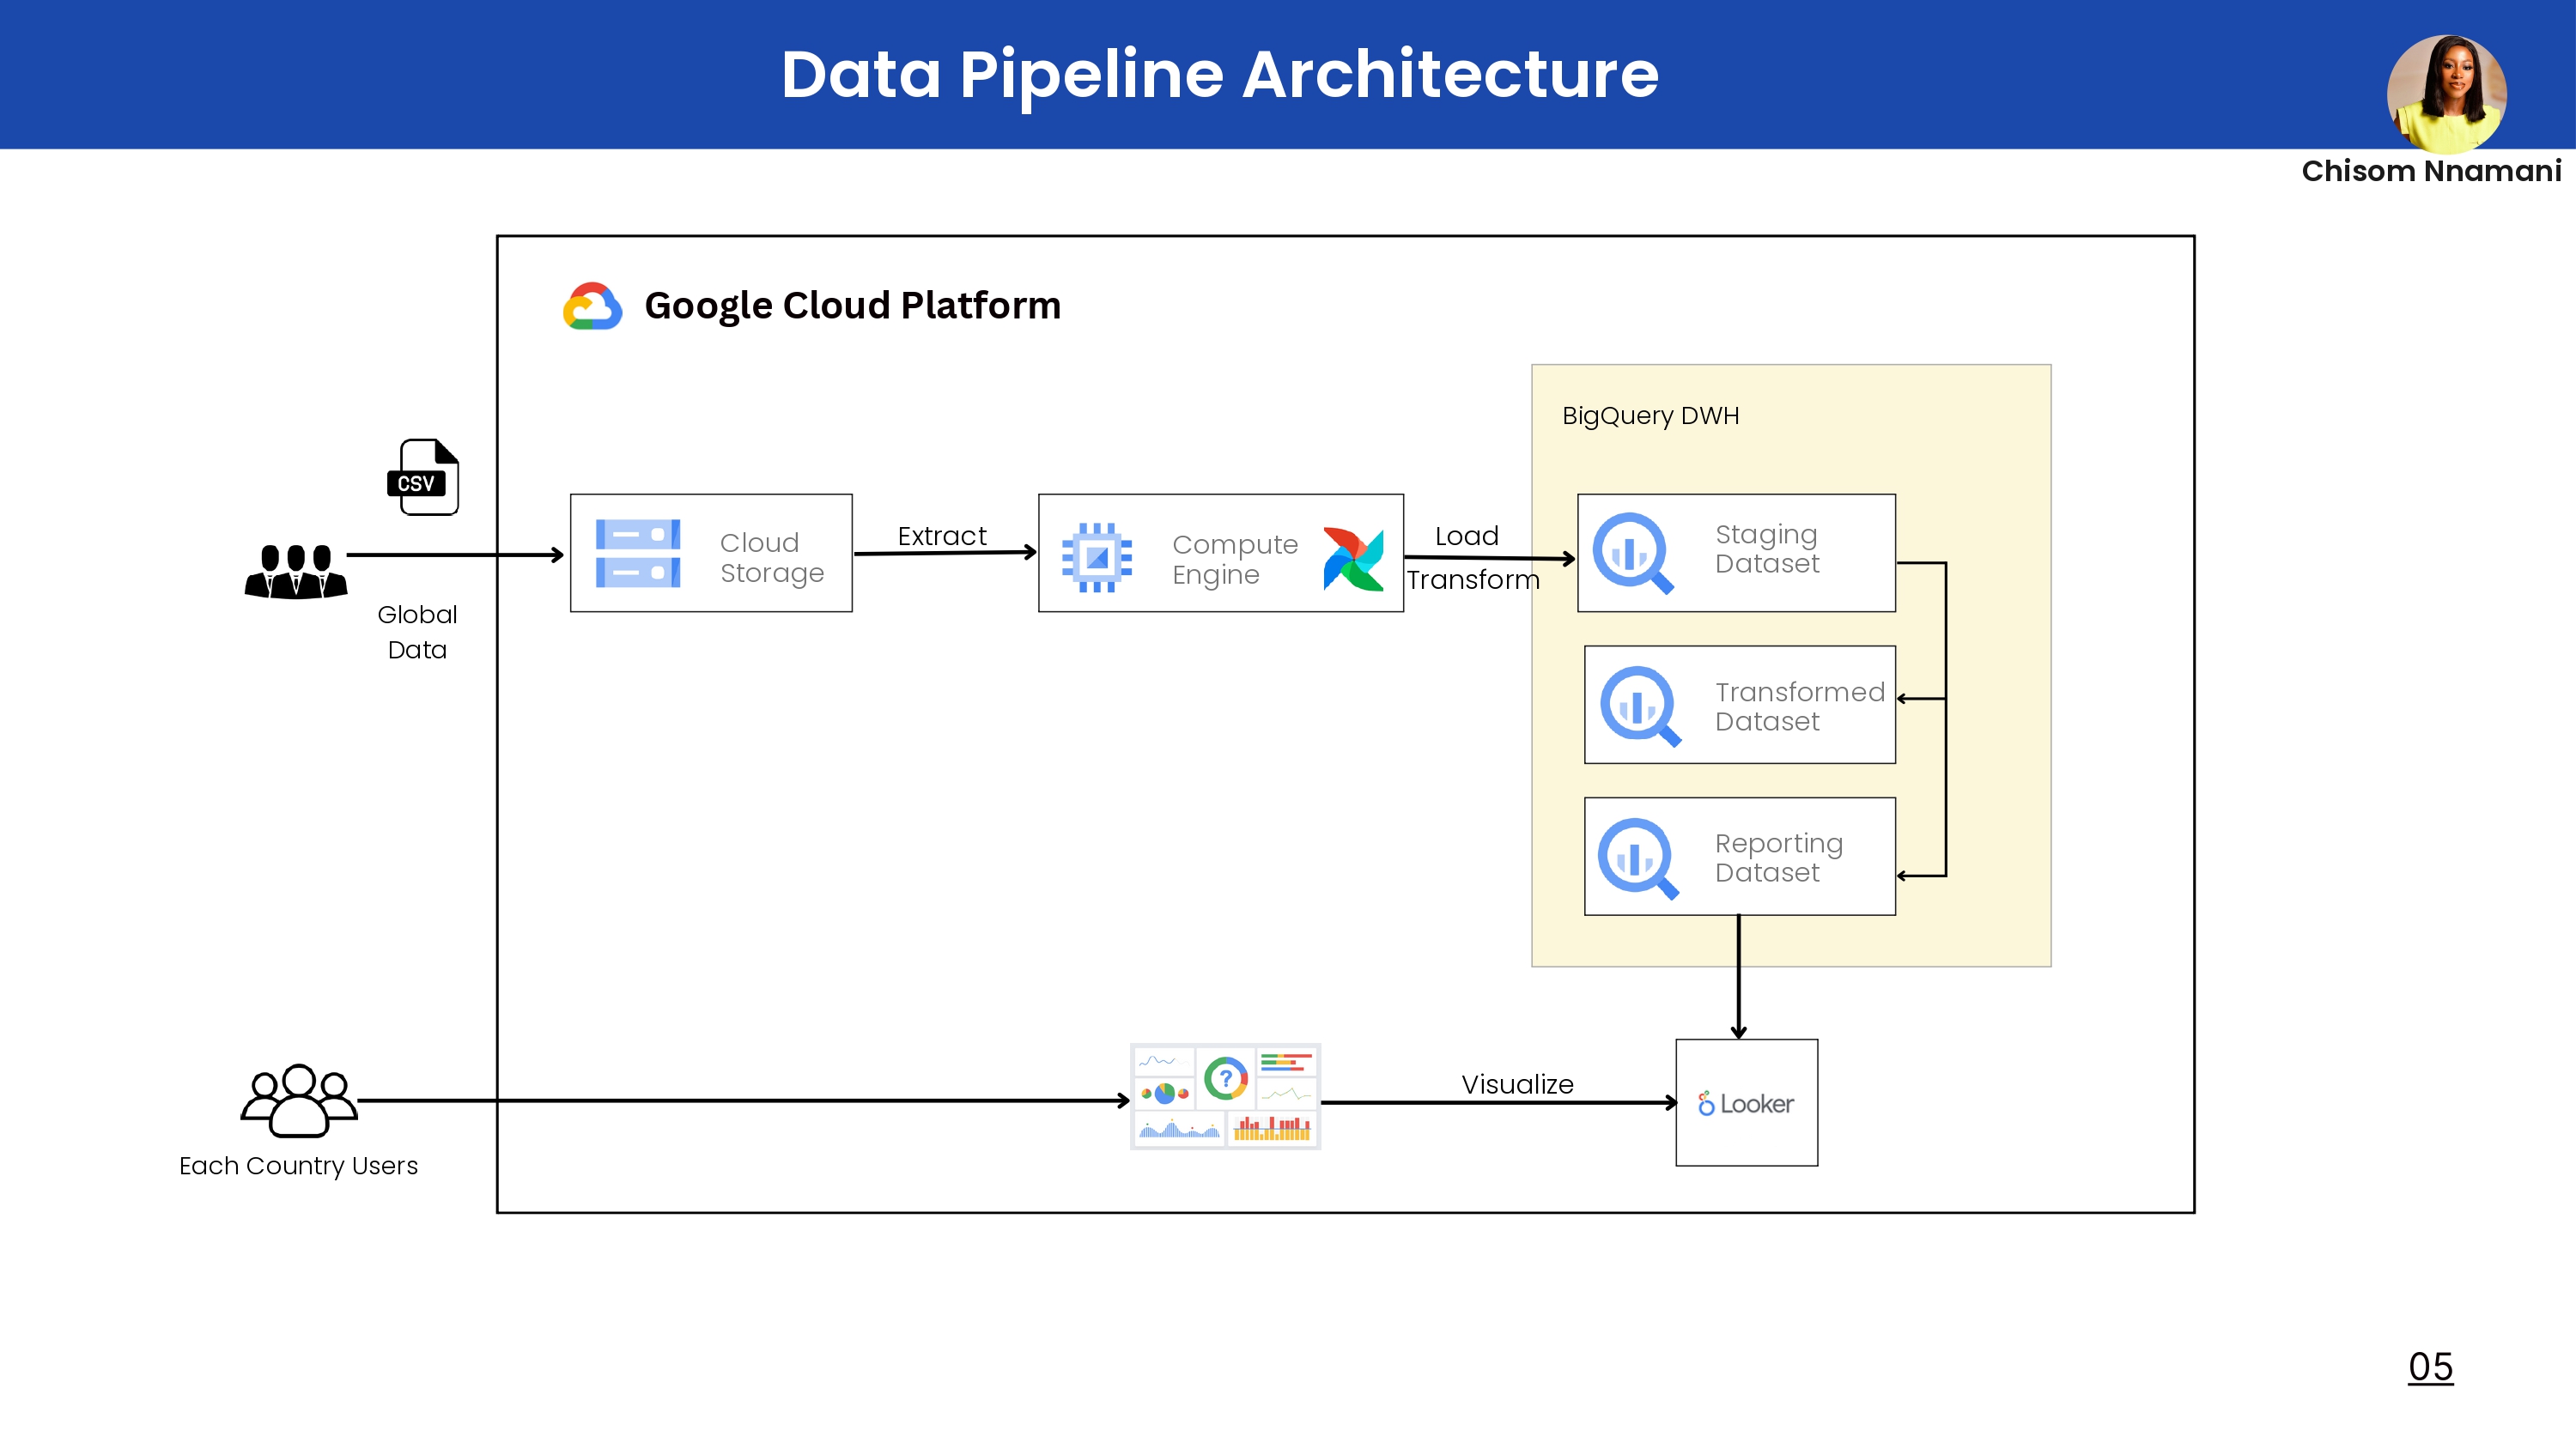 Data Pipeline Architecture
Chisom Nnamani
Google Cloud Platform
BigQuery DWH
CSV
Global
Data
Cloud
Storage
Extract
Compute
Engine
Load
Transform
Staging
Dataset
Transformed
Dataset
Reporting
Dataset
Each Country Users
?
Visualize
Looker
05